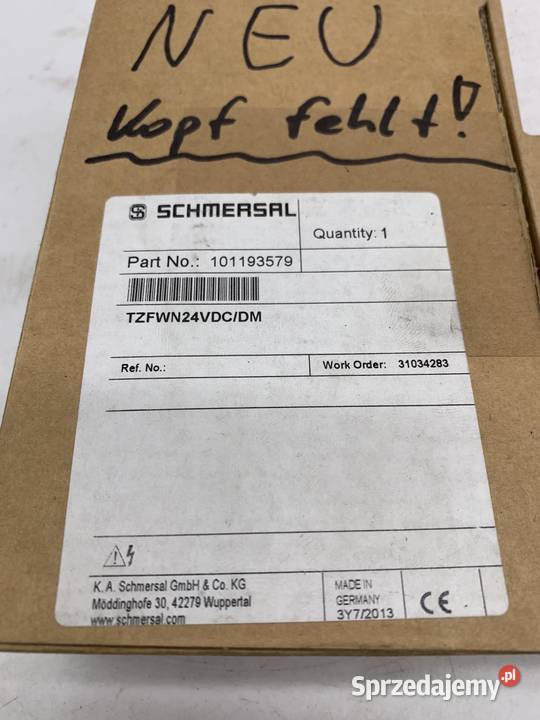 NEU
Kopf fehlt!
SCHMERSAL
Quantity: 1
Part No.: 101193579
TZFWN24VDC/DM
Ref. No.:
Work Order: 31034283
K. A. Schmersal GmbH & Co. KG
Möddinghofe 30, 42279 Wuppertal
www.schmersal.com
MADE IN
GERMANY
3Y7/2013
CE
Sprzedajemy.pl